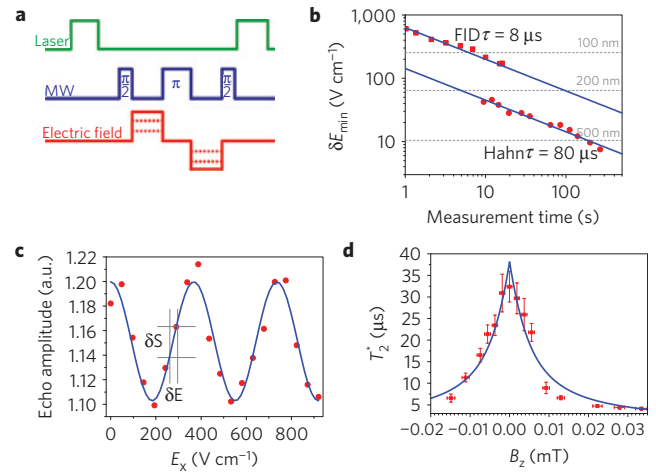 a
Laser
MW
π/2
π
π/2
Electric field
b
1,000
100
10
1
δE_min (V cm⁻¹)
FIDτ = 8 μs
100 nm
200 nm
500 nm
Hahnτ = 80 μs
1
10
100
Measurement time (s)
c
Echo amplitude (a.u.)
1.22
1.20
1.18
1.16
1.14
1.12
1.10
δS
δE
0
200
400
600
800
E_x (V cm⁻¹)
d
T₂* (μs)
40
35
30
25
20
15
10
5
−0.02
−0.01
0.00
0.01
0.02
0.03
B_z (mT)